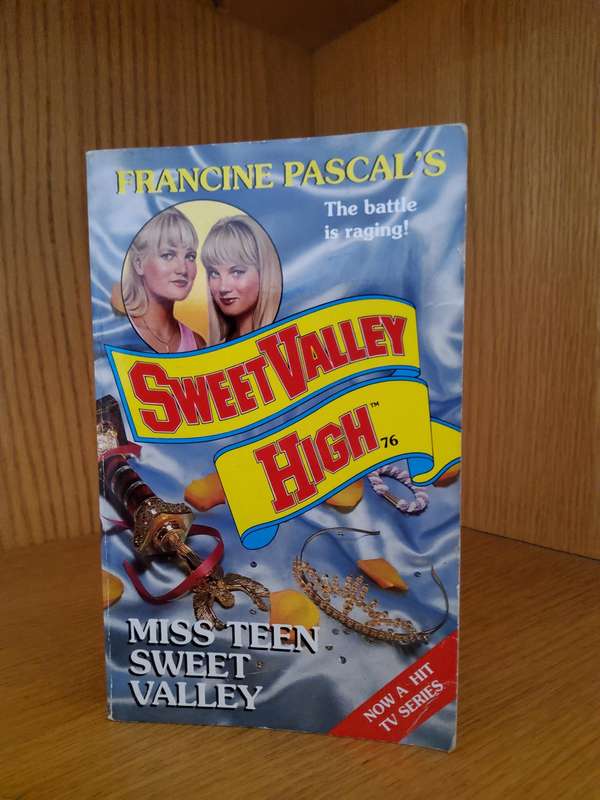 FRANCINE PASCAL'S
The battle
is raging!
SWEET VALLEY
HIGH™ 76
MISS TEEN
SWEET
VALLEY
NOW A HIT
TV SERIES